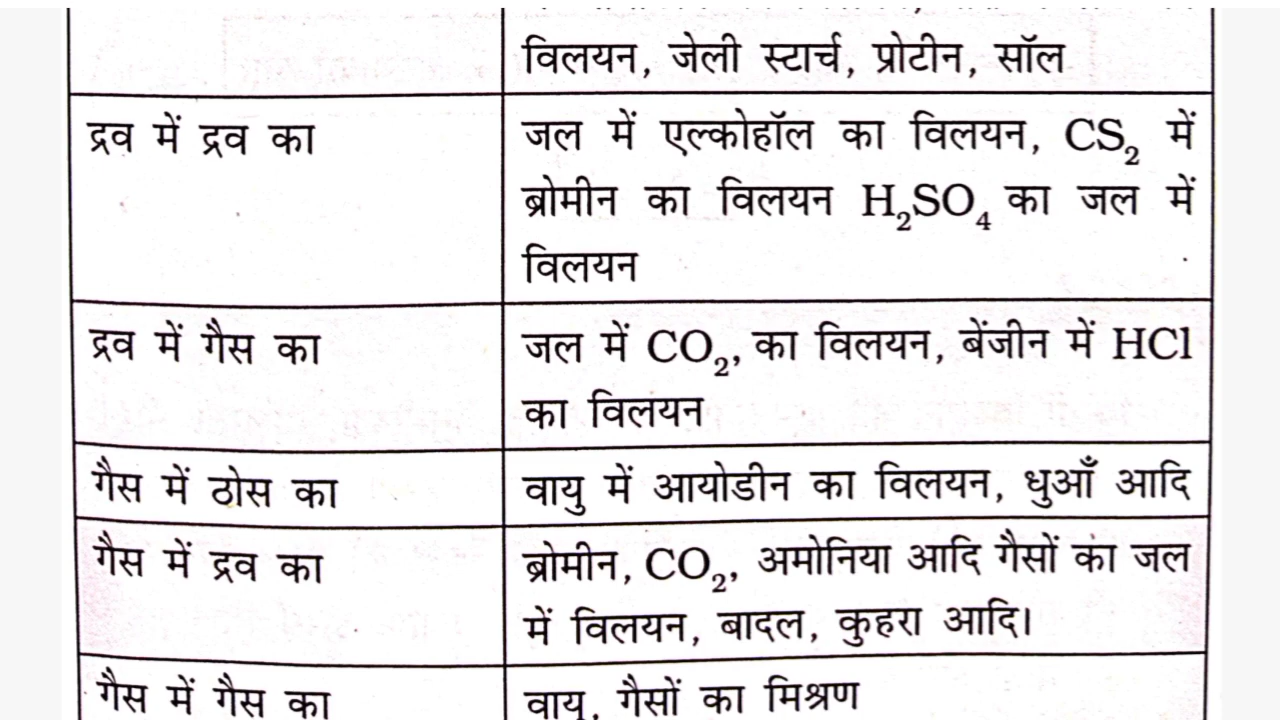 विलयन, जेली स्टार्च, प्रोटीन, सॉल
द्रव में द्रव का
जल में एल्कोहॉल का विलयन, CS₂ में
ब्रोमीन का विलयन H₂SO₄ का जल में
विलयन
द्रव में गैस का
जल में CO₂, का विलयन, बेंजीन में HCl
का विलयन
गैस में ठोस का
वायु में आयोडीन का विलयन, धुआँ आदि
गैस में द्रव का
ब्रोमीन, CO₂, अमोनिया आदि गैसों का जल
में विलयन, बादल, कुहरा आदि।
गैस में गैस का
वायु, गैसों का मिश्रण